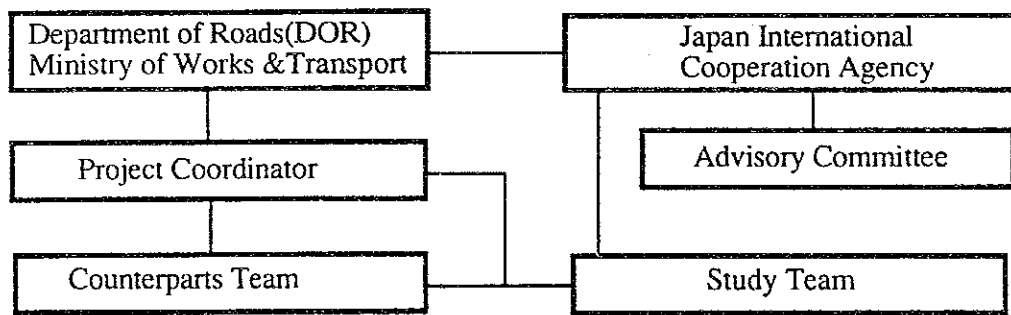 Department of Roads(DOR)
Ministry of Works &Transport
Japan International
Cooperation Agency
Project Coordinator
Advisory Committee
Counterparts Team
Study Team